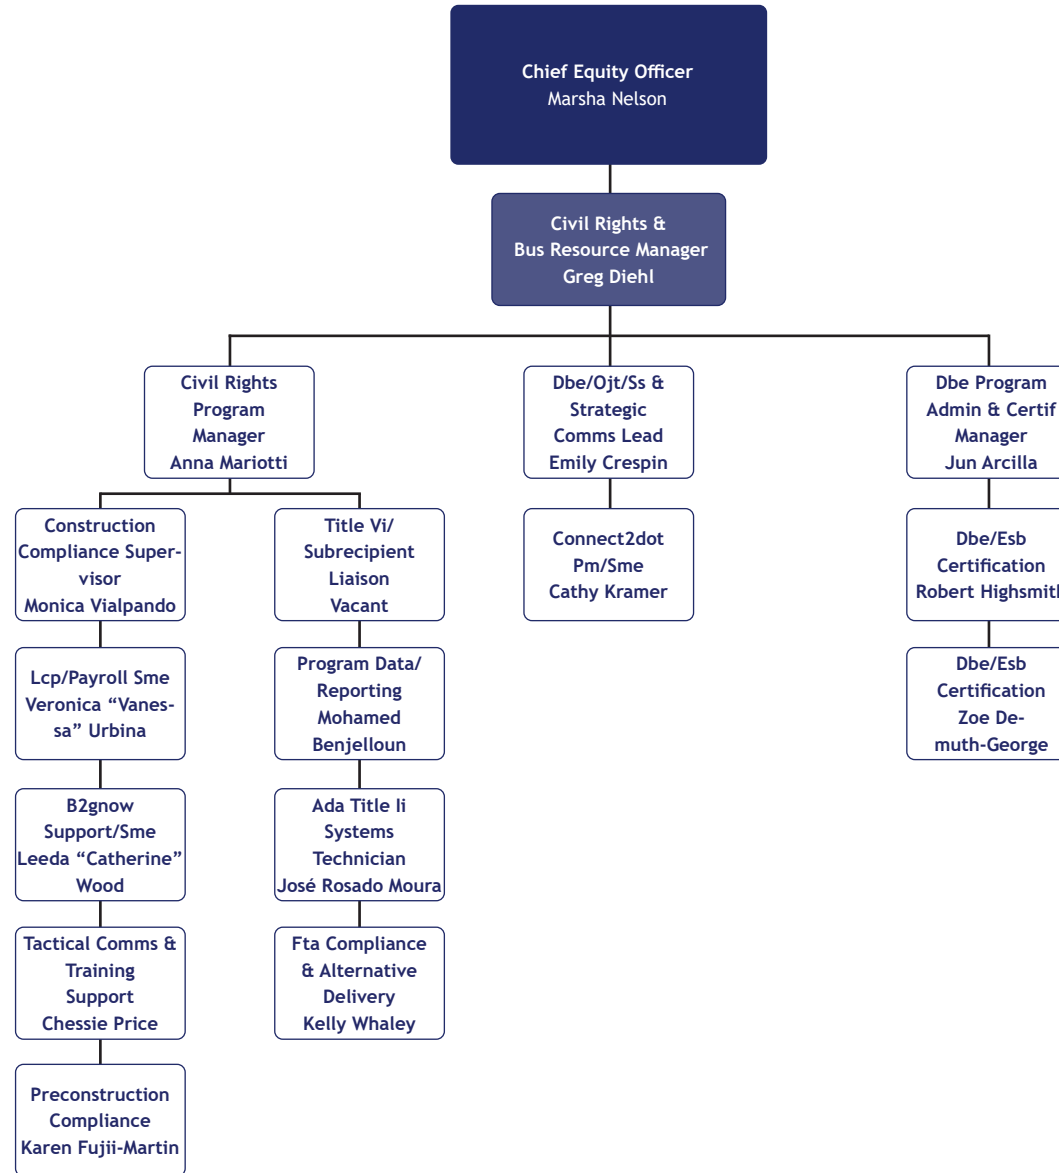 Chief Equity Officer
Marsha Nelson
Civil Rights &
Bus Resource Manager
Greg Diehl
Civil Rights
Program
Manager
Anna Mariotti
Dbe/Ojt/Ss &
Strategic
Comms Lead
Emily Crespin
Dbe Program
Admin & Certif
Manager
Jun Arcilla
Construction
Compliance Super-
visor
Monica Vialpando
Title Vi/
Subrecipient
Liaison
Vacant
Connect2dot
Pm/Sme
Cathy Kramer
Dbe/Esb
Certification
Robert Highsmith
Lcp/Payroll Sme
Veronica “Vanes-
sa” Urbina
Program Data/
Reporting
Mohamed
Benjelloun
Dbe/Esb
Certification
Zoe De-
muth-George
B2gnow
Support/Sme
Leeda “Catherine”
Wood
Ada Title Ii
Systems
Technician
José Rosado Moura
Tactical Comms &
Training
Support
Chessie Price
Fta Compliance
& Alternative
Delivery
Kelly Whaley
Preconstruction
Compliance
Karen Fujii-Martin